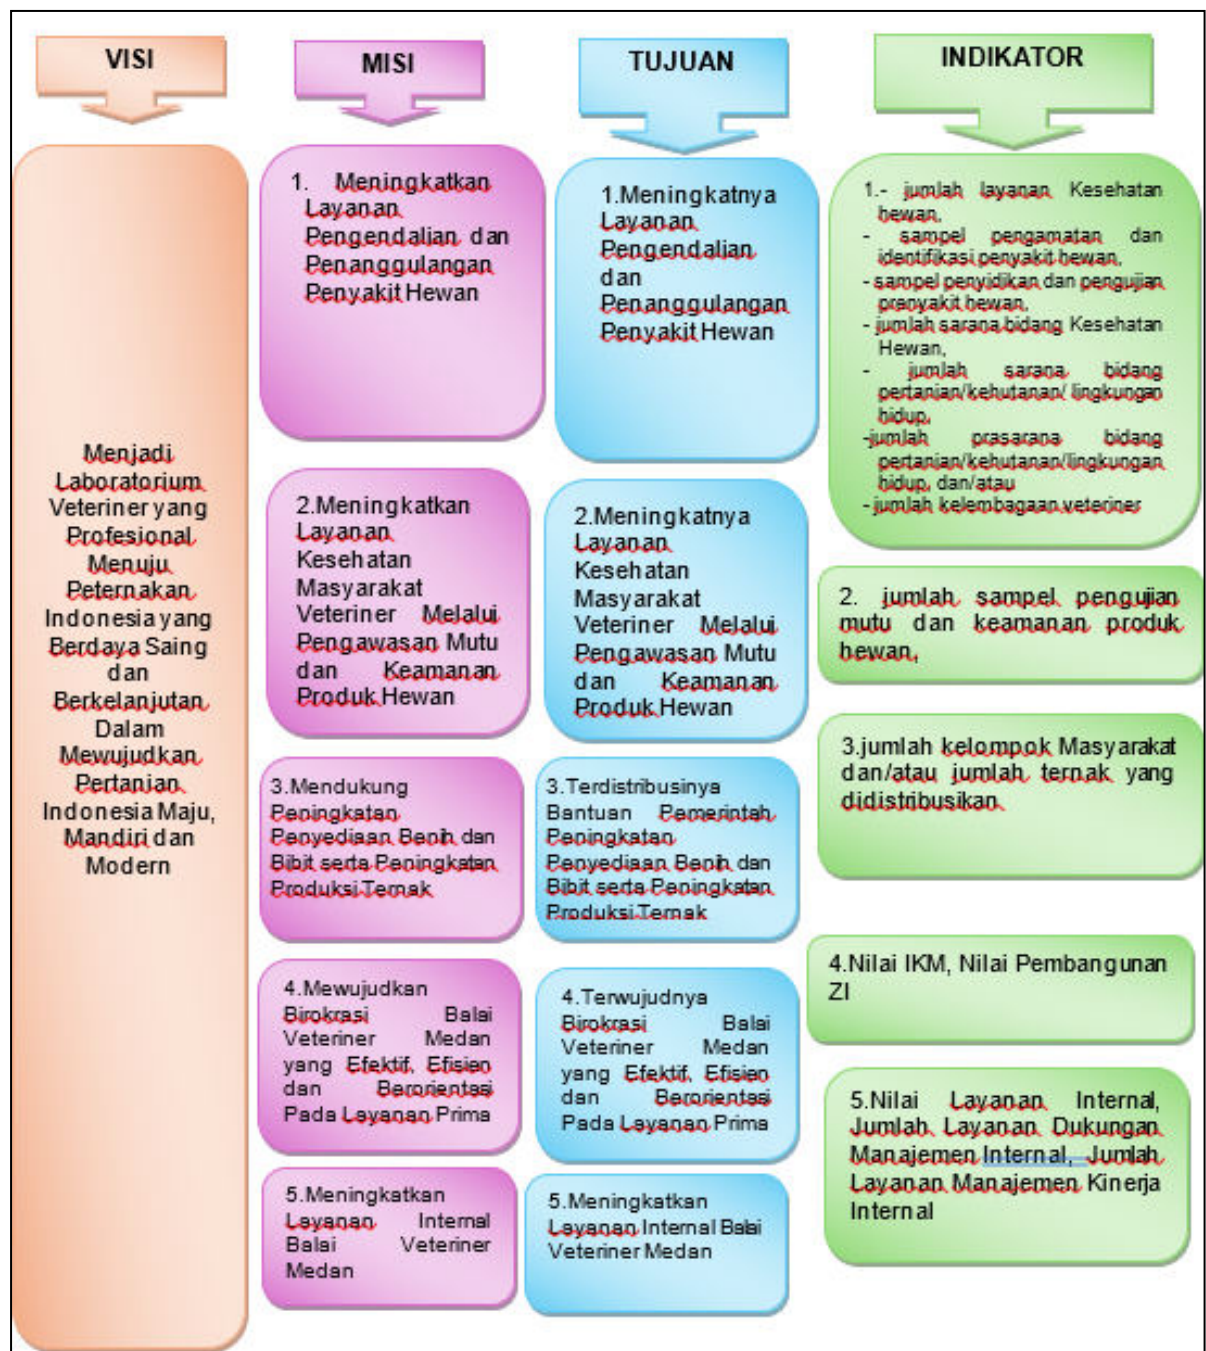 VISI
Menjadi
Laboratorium
Veteriner yang
Profesional
Menuju
Peternakan
Indonesia yang
Berdaya Saing
dan
Berkelanjutan
Dalam
Mewujudkan
Pertanian
Indonesia Maju,
Mandiri dan
Modern
MISI
1. Meningkatkan
Layanan
Pengendalian dan
Penanggulangan
Penyakit Hewan
2.Meningkatkan
Layanan
Kesehatan
Masyarakat
Veteriner Melalui
Pengawasan Mutu
dan Keamanan
Produk Hewan
3.Mendukung
Peningkatan
Penyediaan Benih dan
Bibit serta Peningkatan
Produksi Ternak
4.Mewujudkan
Birokrasi Balai
Veteriner Medan
yang Efektif, Efisien
dan Berorientasi
Pada Layanan Prima
5.Meningkatkan
Layanan Internal
Balai Veteriner
Medan
TUJUAN
1.Meningkatnya
Layanan
Pengendalian
dan
Penanggulangan
Penyakit Hewan
2.Meningkatnya
Layanan
Kesehatan
Masyarakat
Veteriner Melalui
Pengawasan Mutu
dan Keamanan
Produk Hewan
3.Terdistribusinya
Bantuan Pemerintah
Peningkatan
Penyediaan Benih dan
Bibit serta Peningkatan
Produksi Ternak
4.Terwujudnya
Birokrasi Balai
Veteriner Medan
yang Efektif, Efisien
dan Berorientasi
Pada Layanan Prima
5.Meningkatkan
Layanan Internal Balai
Veteriner Medan
INDIKATOR
1.- jumlah layanan Kesehatan
hewan,
- sampel pengamatan dan
identifikasi penyakit hewan,
- sampel penyidikan dan pengujian
prenyakit hewan,
- jumlah sarana bidang Kesehatan
Hewan,
- jumlah sarana bidang
pertanian/kehutanan/ lingkungan
hidup,
-jumlah prasarana bidang
pertanian/kehutanan/lingkungan
hidup, dan/atau
- jumlah kelembagaan veteriner
2. jumlah sampel pengujian
mutu dan keamanan produk
hewan,
3.jumlah kelompok Masyarakat
dan/atau jumlah ternak yang
didistribusikan
4.Nilai IKM, Nilai Pembangunan
ZI
5.Nilai Layanan Internal,
Jumlah Layanan Dukungan
Manajemen Internal, Jumlah
Layanan Manajemen Kinerja
Internal